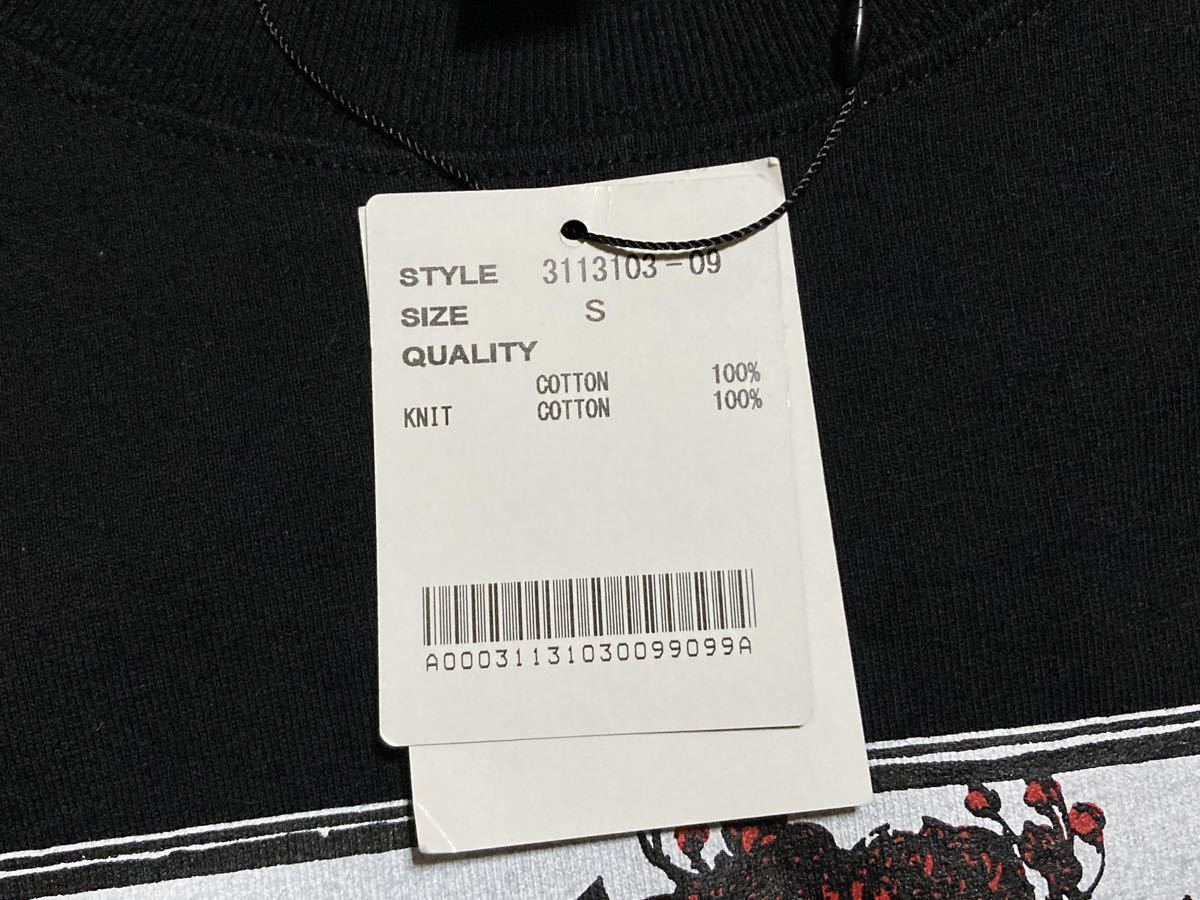 STYLE 3113103-09
SIZE S
QUALITY
COTTON 100%
KNIT COTTON 100%
A00031131030099099A